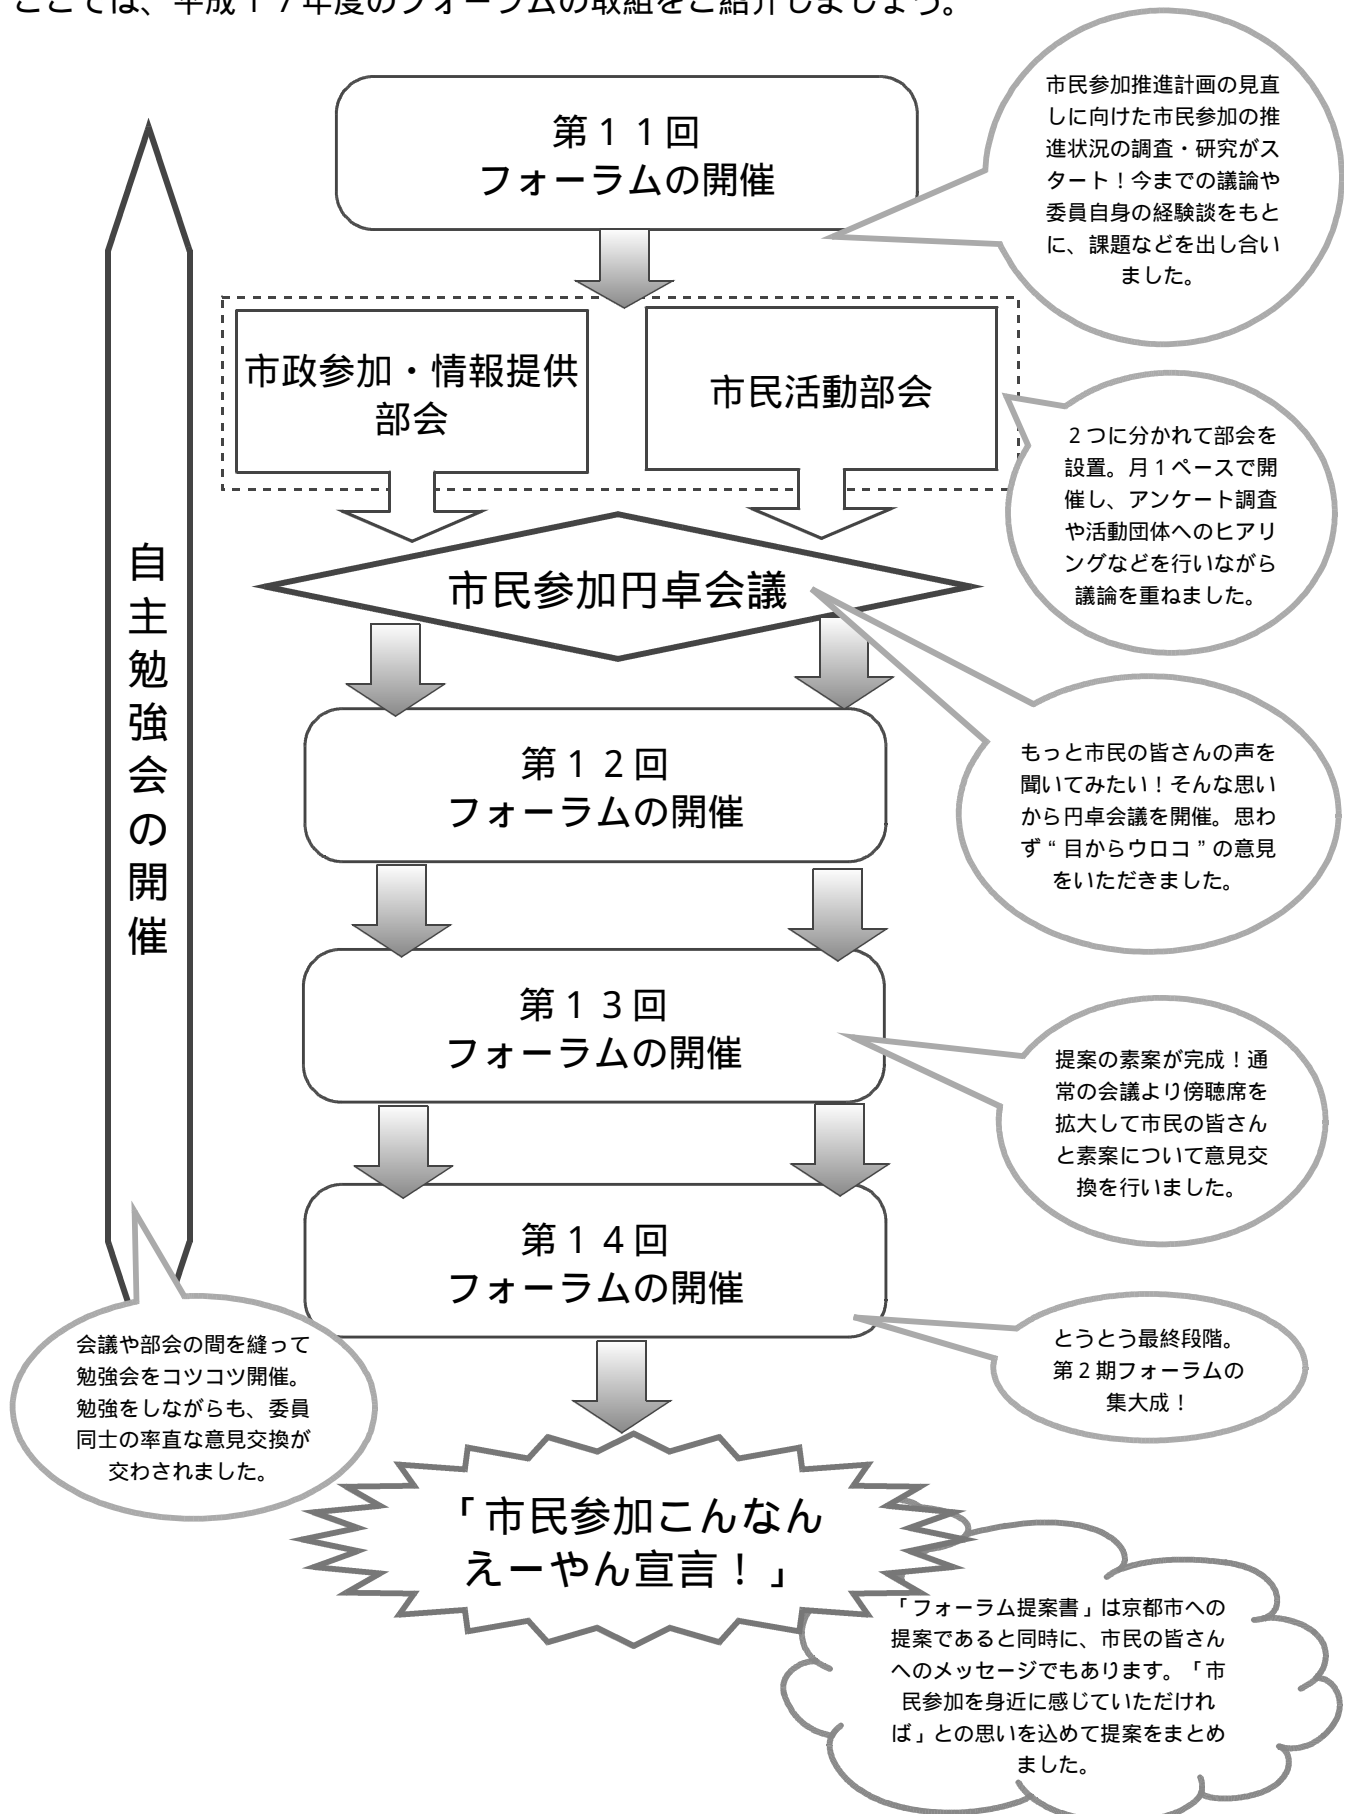 ここでは、平成１７年度のフォーラムの取組をご紹介しましょう。
第１１回
フォーラムの開催
市民参加推進計画の見直
しに向けた市民参加の推
進状況の調査・研究がス
タート！今までの議論や
委員自身の経験談をもと
に、課題などを出し合い
ました。
市政参加・情報提供
部会
市民活動部会
２つに分かれて部会を
設置。月１ペースで開
催し、アンケート調査
や活動団体へのヒアリ
ングなどを行いながら
議論を重ねました。
市民参加円卓会議
もっと市民の皆さんの声を
聞いてみたい！そんな思い
から円卓会議を開催。思わ
ず“目からウロコ”の意見
をいただきました。
自主勉強会の開催
第１２回
フォーラムの開催
第１３回
フォーラムの開催
提案の素案が完成！通
常の会議より傍聴席を
拡大して市民の皆さん
と素案について意見交
換を行いました。
第１４回
フォーラムの開催
とうとう最終段階。
第２期フォーラムの
集大成！
会議や部会の間を縫って
勉強会をコツコツ開催。
勉強をしながらも、委員
同士の率直な意見交換が
交わされました。
「市民参加こんなん
えーやん宣言！」
「フォーラム提案書」は京都市への
提案であると同時に、市民の皆さん
へのメッセージでもあります。「市
民参加を身近に感じていただけれ
ば」との思いを込めて提案をまとめ
ました。